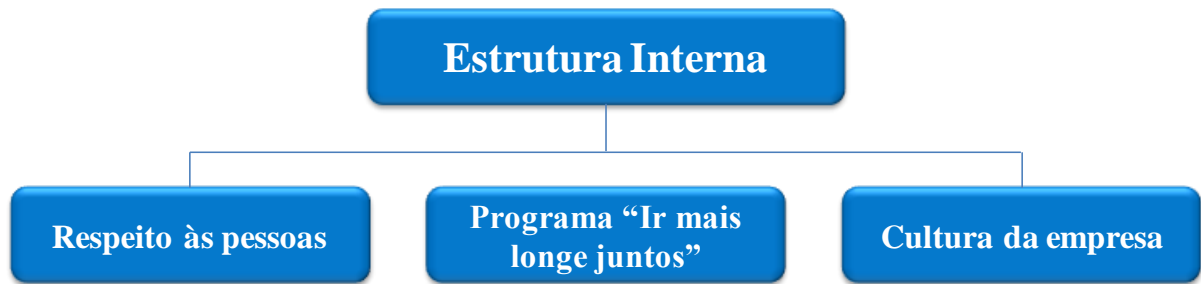 Estrutura Interna
Respeito às pessoas
Programa “Ir mais
longe juntos”
Cultura da empresa